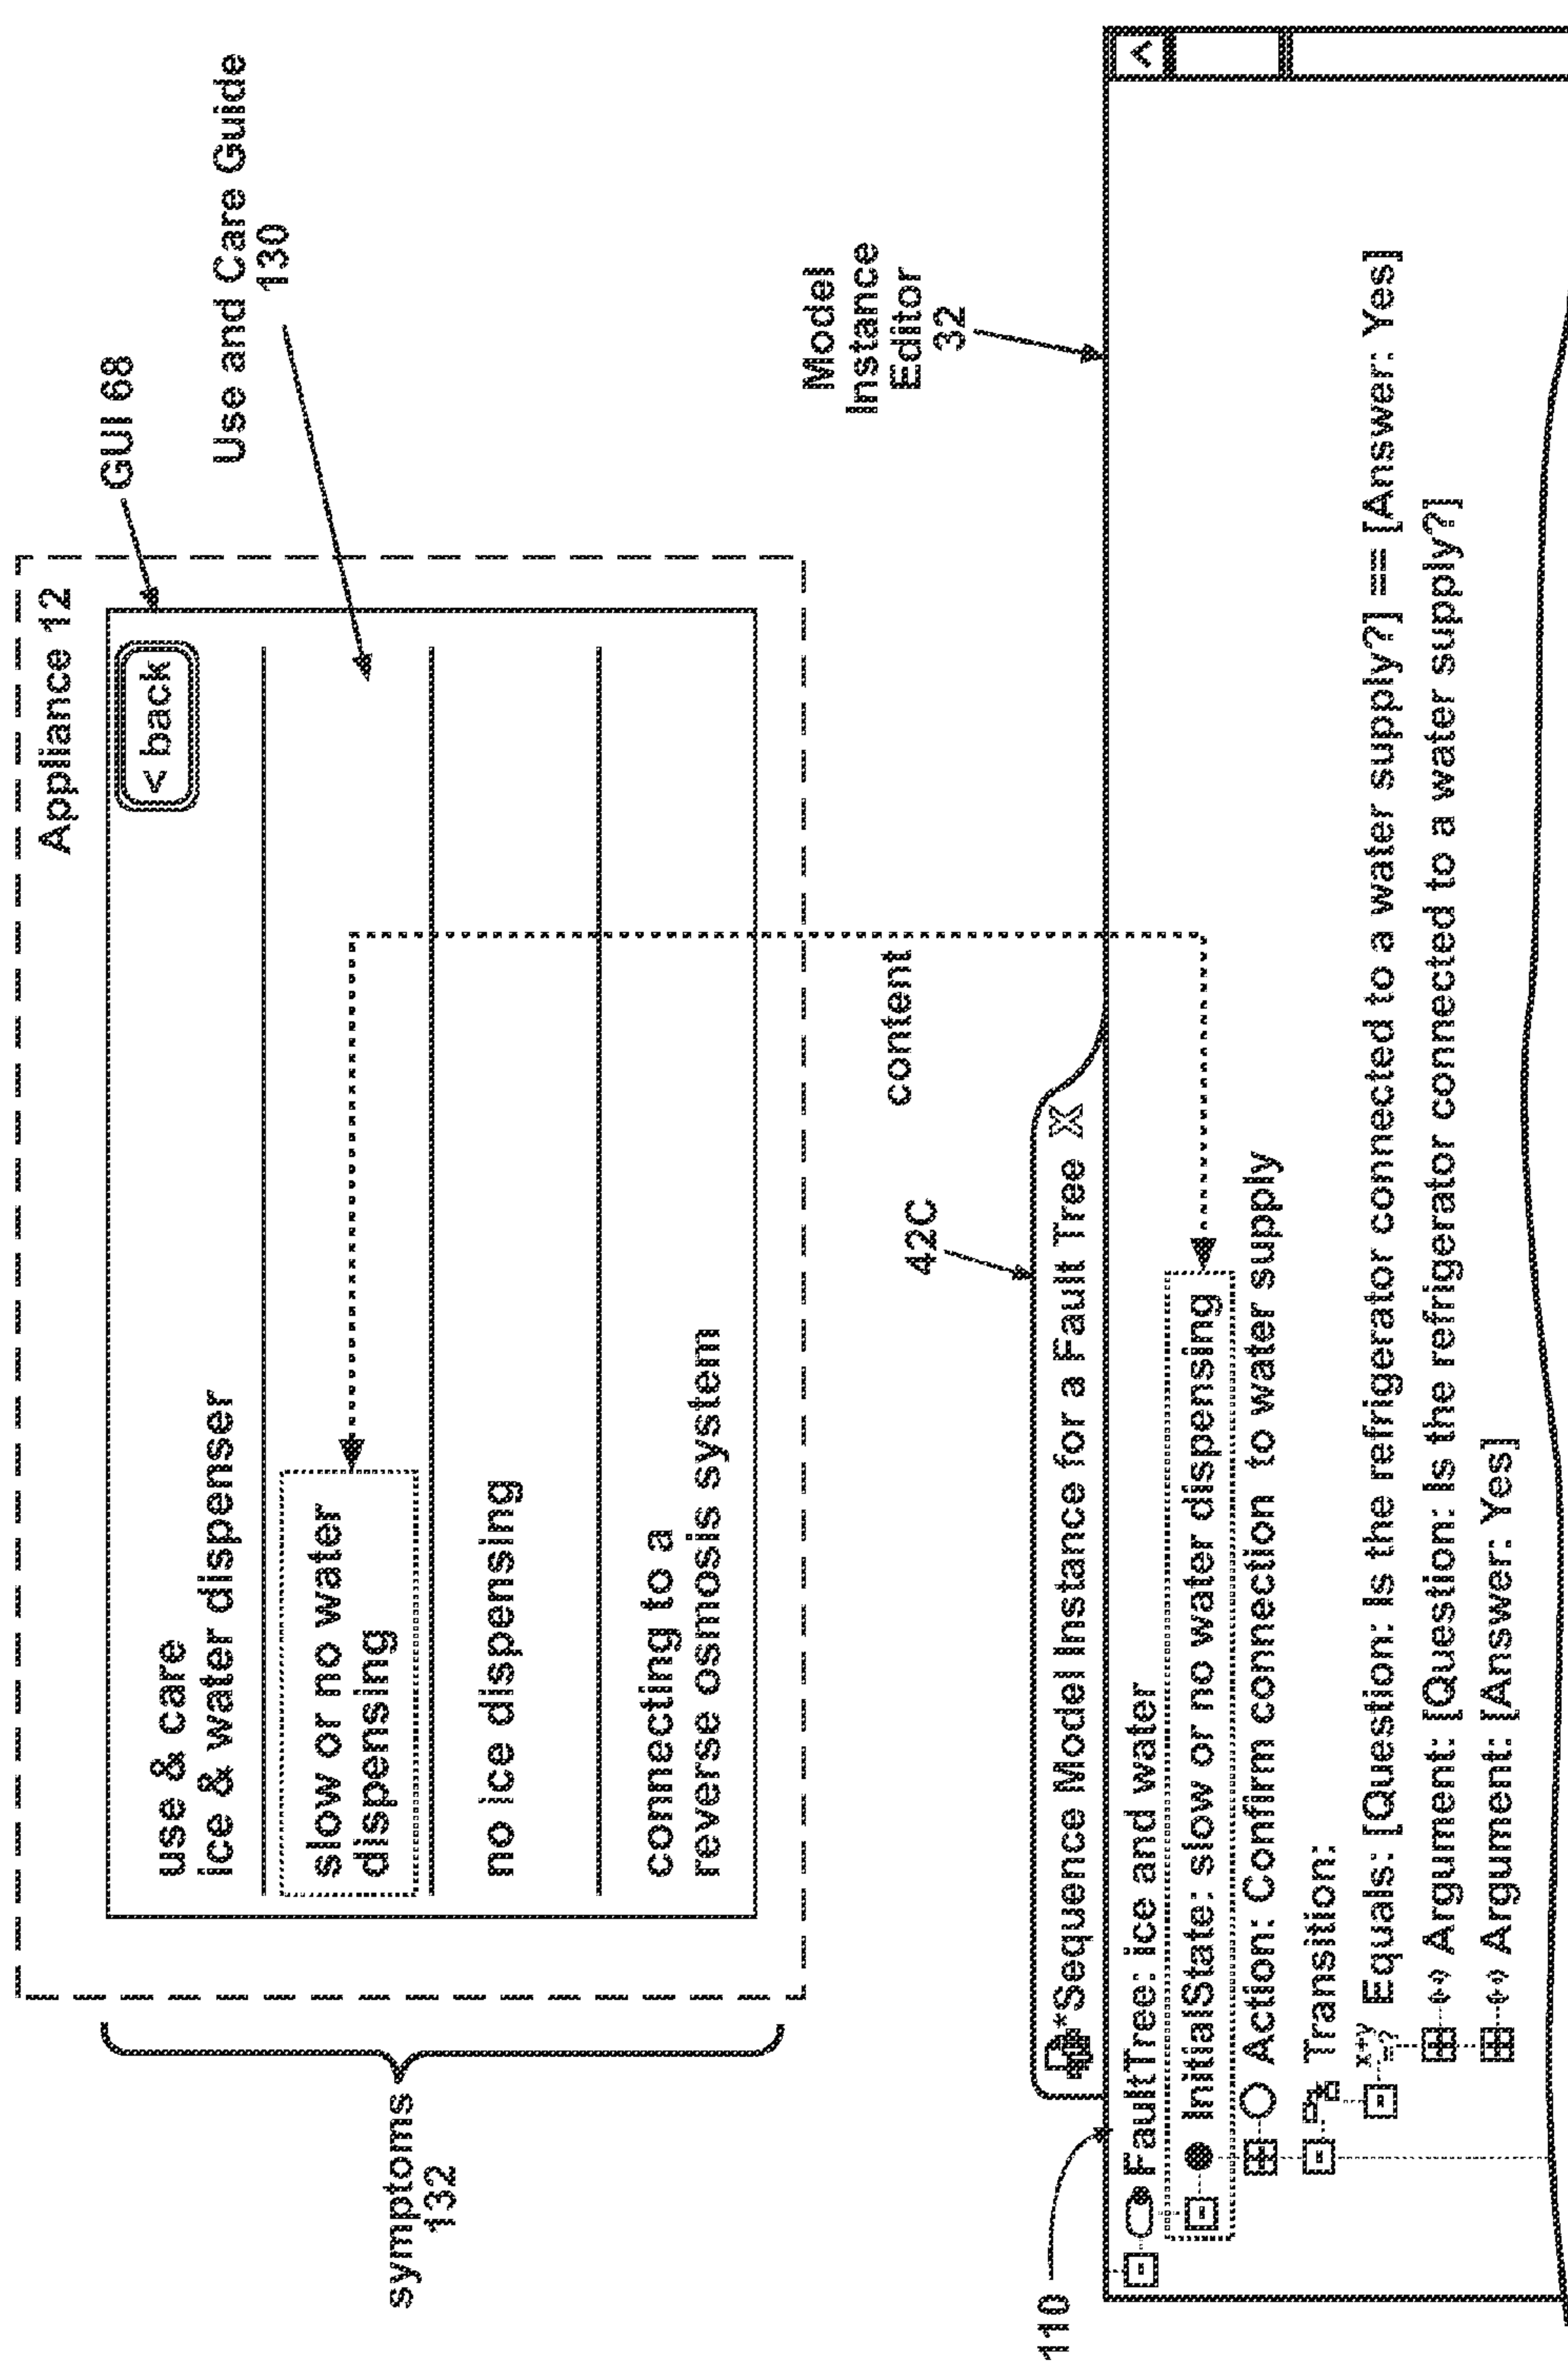 Appliance 12
GUI 68
Use and Care Guide
130
< back
use & care
ice & water dispenser
slow or no water
dispensing
no ice dispensing
connecting to a
reverse osmosis system
symptoms
132
content
Model
Instance
Editor
32
42C
110
*Sequence Model Instance for a Fault Tree X
FaultTree: ice and water
InitialState: slow or no water dispensing
Action: Confirm connection to water supply
Transition:
x+y
=? Equals: [Question: Is the refrigerator connected to a water supply?] == [Answer: Yes]
(·) Argument: [Question: Is the refrigerator connected to a water supply?]
(·) Argument: [Answer: Yes]